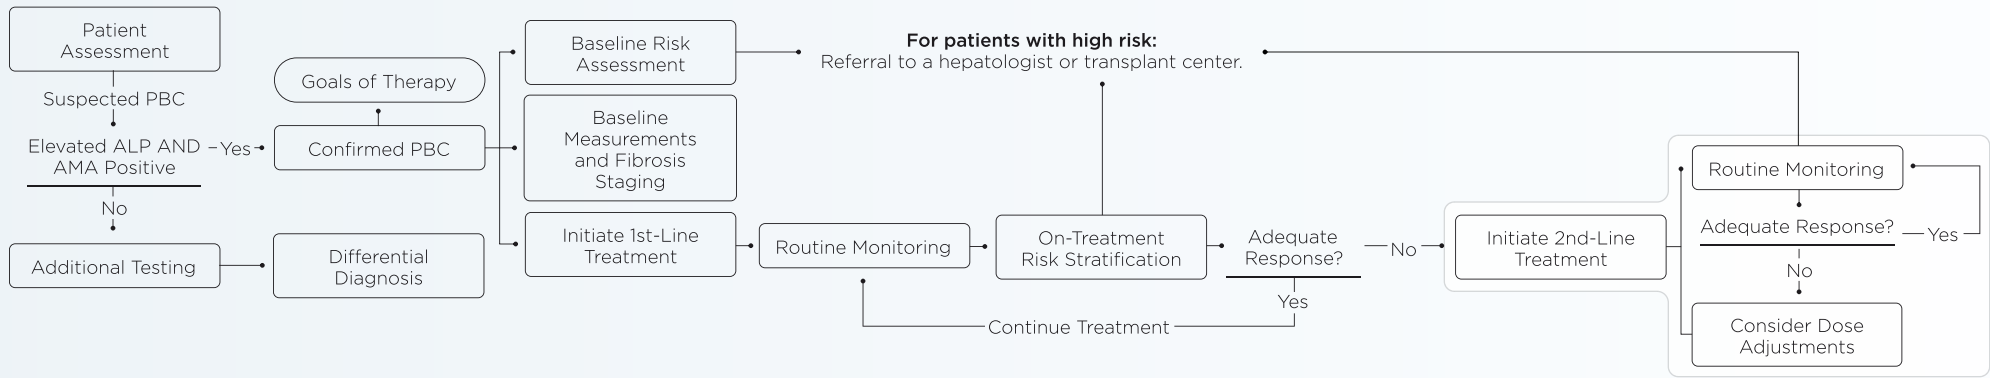 Patient
Assessment
Suspected PBC
Elevated ALP AND
AMA Positive
Yes
No
Additional Testing
Differential
Diagnosis
Goals of Therapy
Confirmed PBC
Baseline Risk
Assessment
Baseline
Measurements
and Fibrosis
Staging
Initiate 1st-Line
Treatment
For patients with high risk:
Referral to a hepatologist or transplant center.
Routine Monitoring
On-Treatment
Risk Stratification
Adequate
Response?
Yes
Continue Treatment
No
Initiate 2nd-Line
Treatment
Routine Monitoring
Adequate Response?
Yes
No
Consider Dose
Adjustments